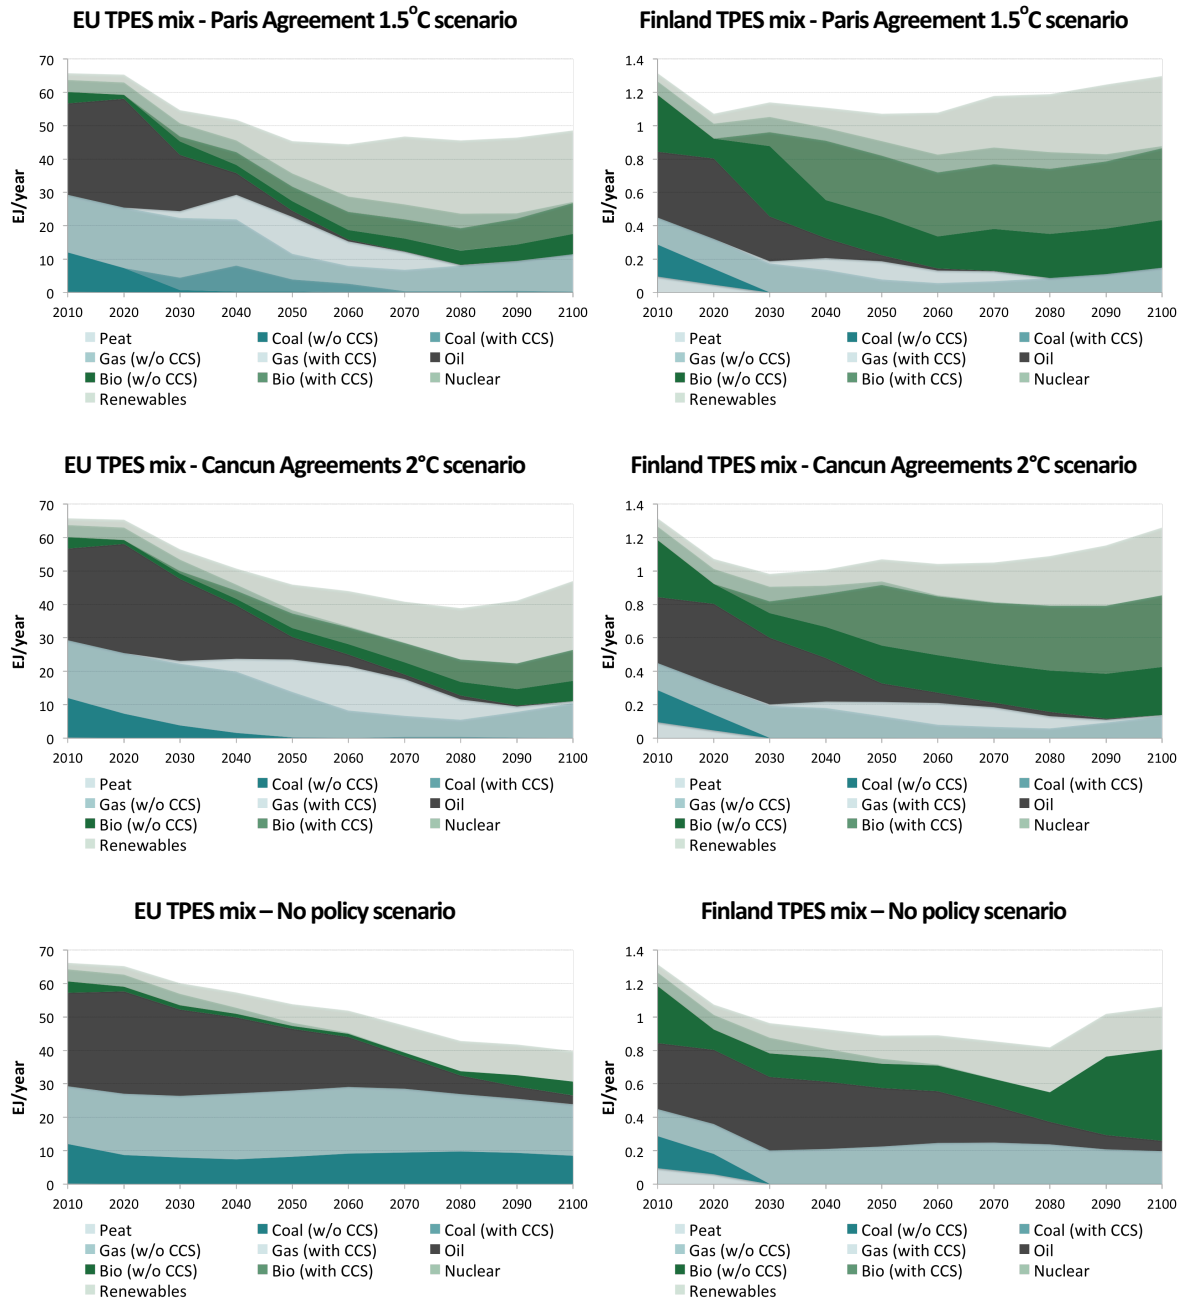 EU TPES mix - Paris Agreement 1.5°C scenario
70
60
50
40
30
20
10
0
EJ/year
2010 2020 2030 2040 2050 2060 2070 2080 2090 2100
Peat Coal (w/o CCS) Coal (with CCS)
Gas (w/o CCS) Gas (with CCS) Oil
Bio (w/o CCS) Bio (with CCS) Nuclear
Renewables
Finland TPES mix - Paris Agreement 1.5°C scenario
1.4
1.2
1
0.8
0.6
0.4
0.2
0
EJ/year
2010 2020 2030 2040 2050 2060 2070 2080 2090 2100
Peat Coal (w/o CCS) Coal (with CCS)
Gas (w/o CCS) Gas (with CCS) Oil
Bio (w/o CCS) Bio (with CCS) Nuclear
Renewables
EU TPES mix - Cancun Agreements 2°C scenario
70
60
50
40
30
20
10
0
EJ/year
2010 2020 2030 2040 2050 2060 2070 2080 2090 2100
Peat Coal (w/o CCS) Coal (with CCS)
Gas (w/o CCS) Gas (with CCS) Oil
Bio (w/o CCS) Bio (with CCS) Nuclear
Renewables
Finland TPES mix - Cancun Agreements 2°C scenario
1.4
1.2
1
0.8
0.6
0.4
0.2
0
EJ/year
2010 2020 2030 2040 2050 2060 2070 2080 2090 2100
Peat Coal (w/o CCS) Coal (with CCS)
Gas (w/o CCS) Gas (with CCS) Oil
Bio (w/o CCS) Bio (with CCS) Nuclear
Renewables
EU TPES mix – No policy scenario
70
60
50
40
30
20
10
0
EJ/year
2010 2020 2030 2040 2050 2060 2070 2080 2090 2100
Peat Coal (w/o CCS) Coal (with CCS)
Gas (w/o CCS) Gas (with CCS) Oil
Bio (w/o CCS) Bio (with CCS) Nuclear
Renewables
Finland TPES mix – No policy scenario
1.4
1.2
1
0.8
0.6
0.4
0.2
0
EJ/year
2010 2020 2030 2040 2050 2060 2070 2080 2090 2100
Peat Coal (w/o CCS) Coal (with CCS)
Gas (w/o CCS) Gas (with CCS) Oil
Bio (w/o CCS) Bio (with CCS) Nuclear
Renewables